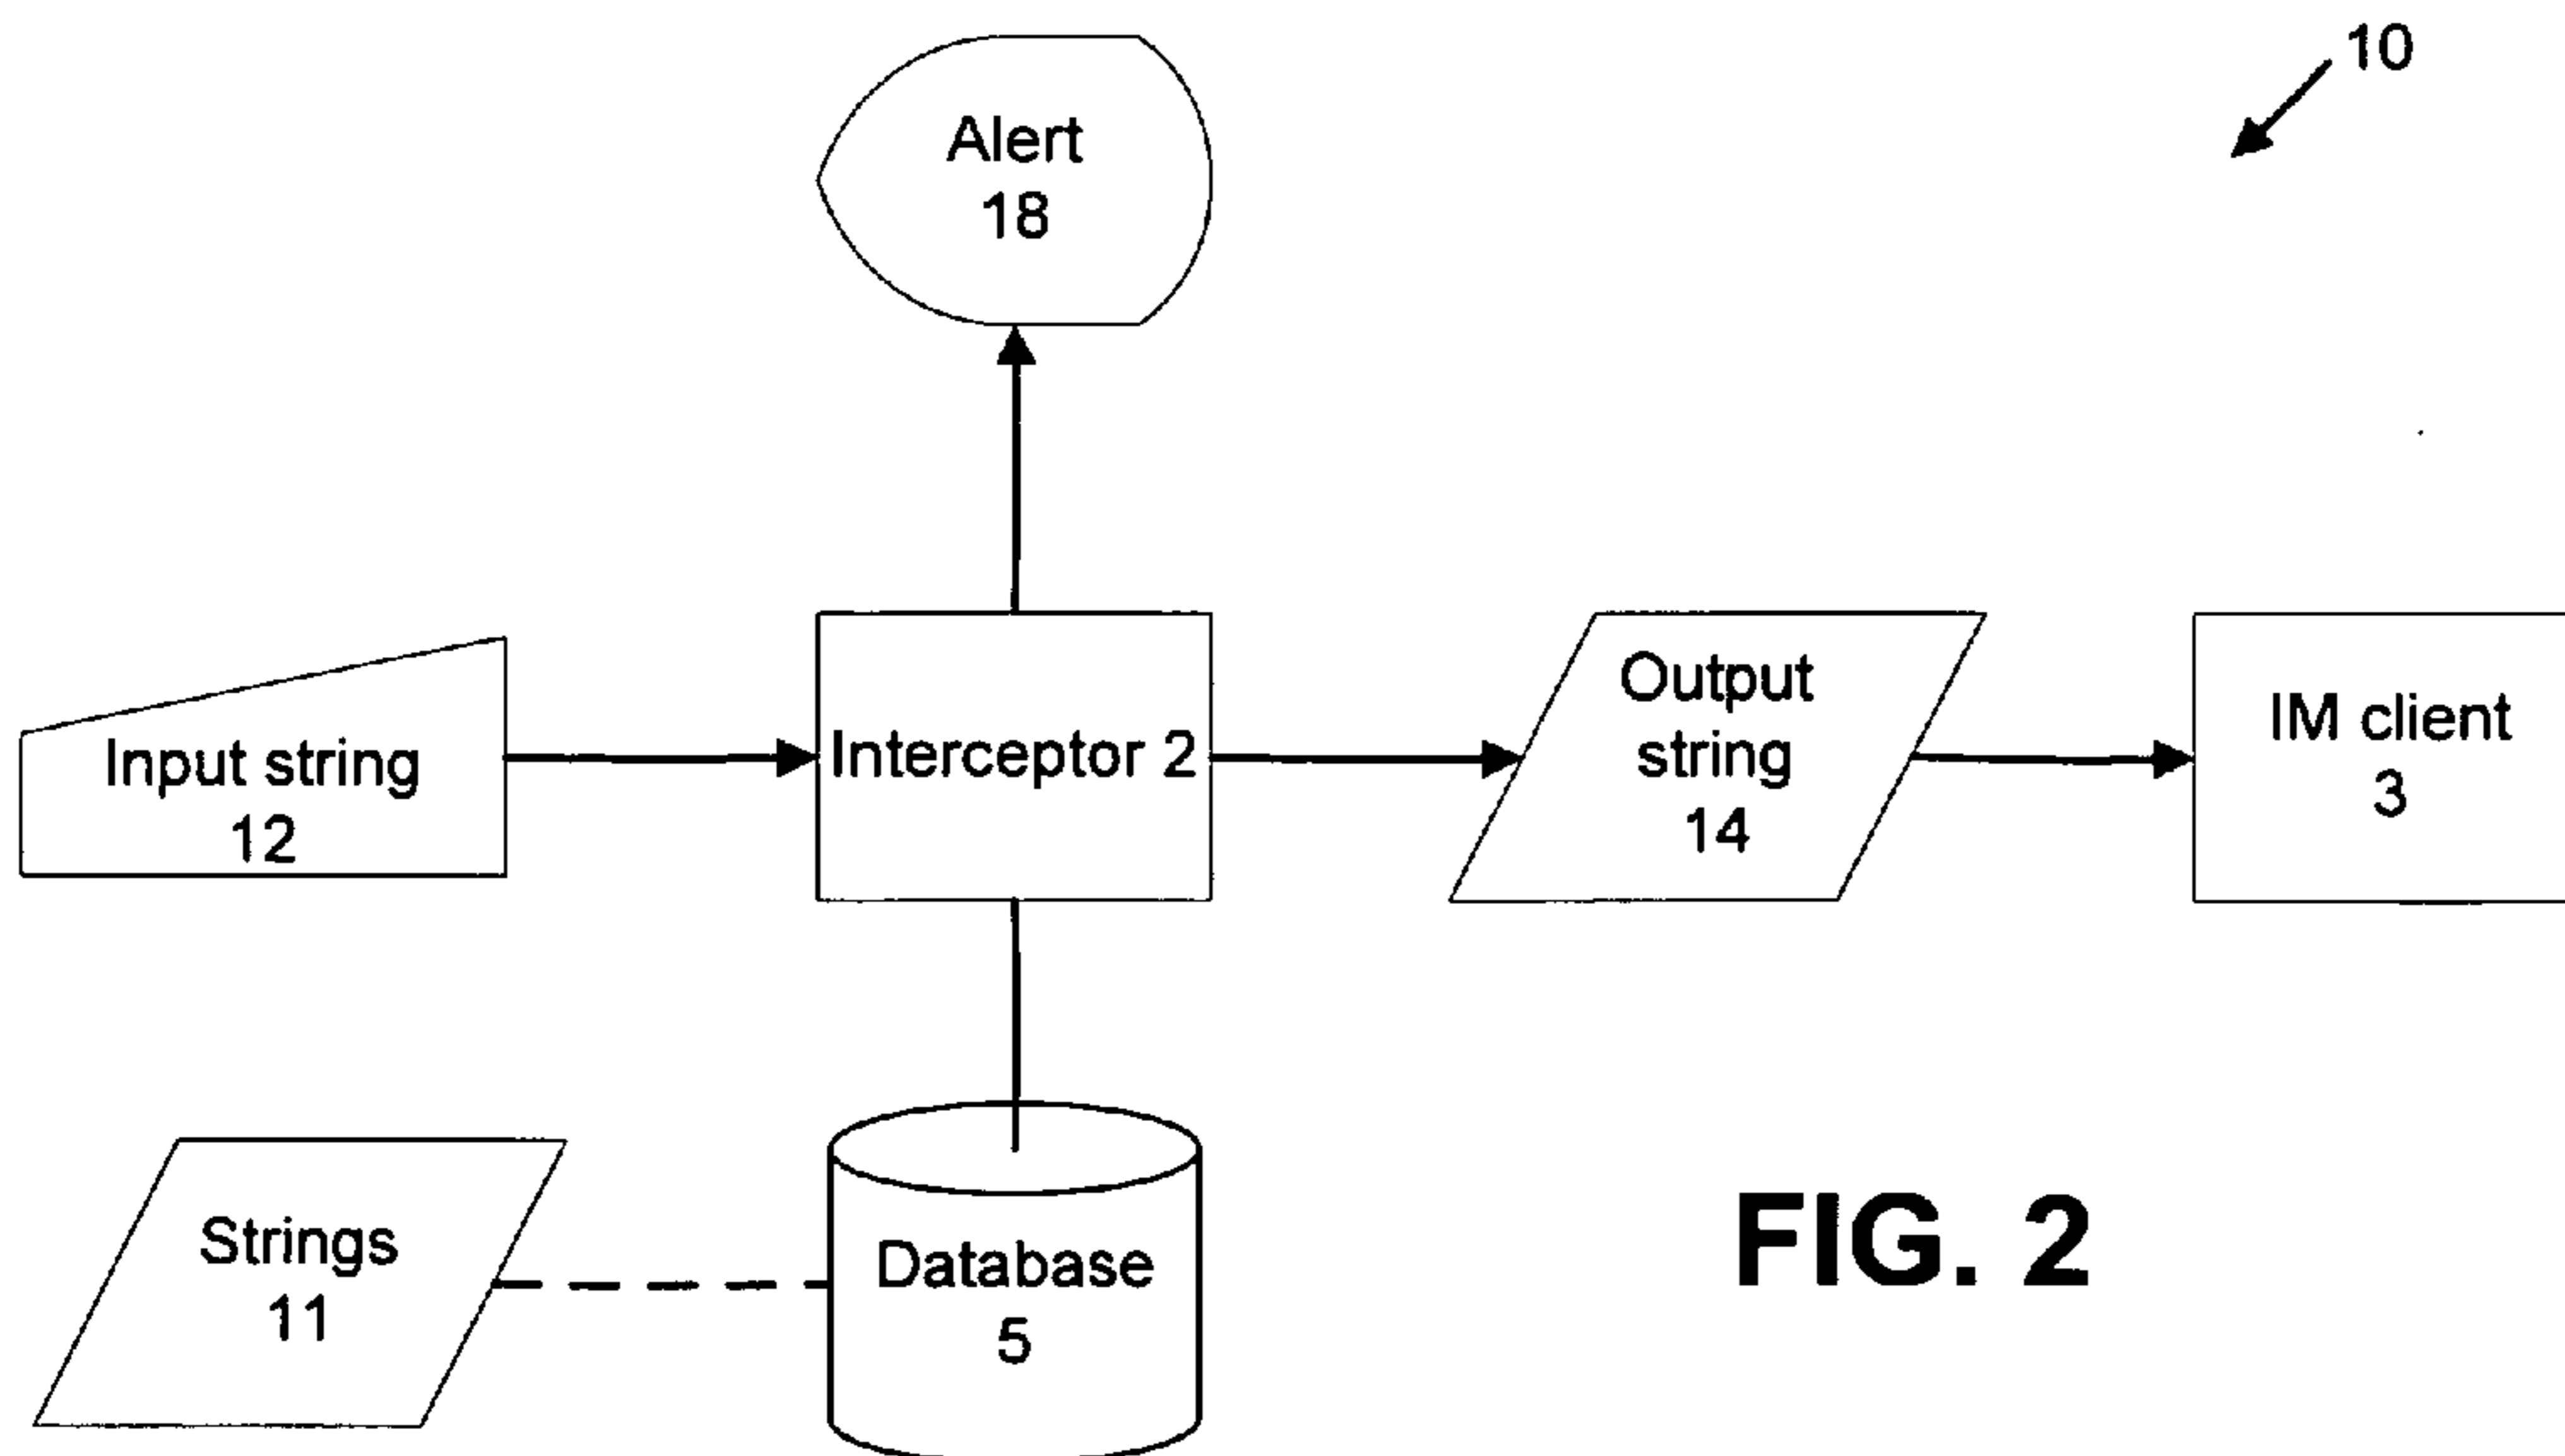 10
Alert
18
Input string
12
Interceptor 2
Output
string
14
IM client
3
Strings
11
Database
5
FIG. 2